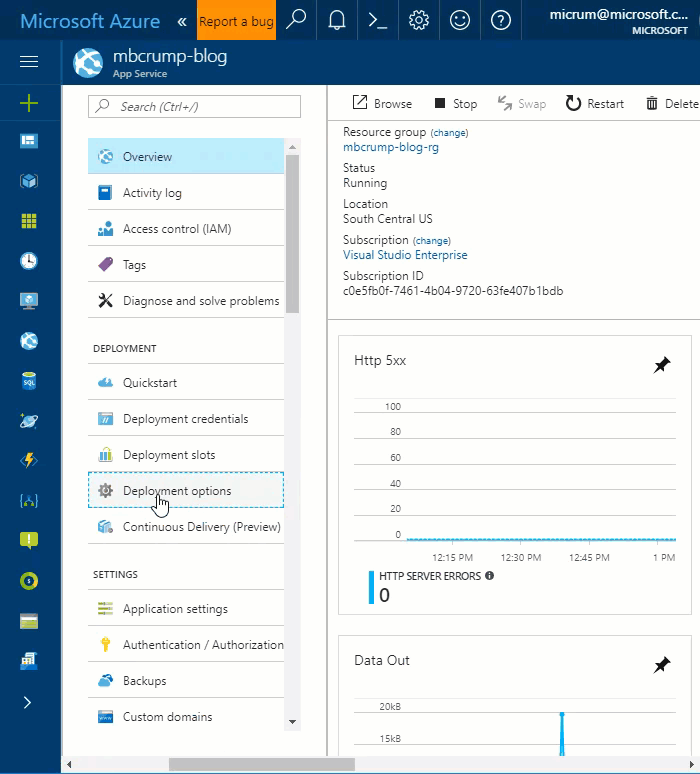 Microsoft Azure
Report a bug
micrum@microsoft.c...
MICROSOFT
mbcrump-blog
App Service
Search (Ctrl+/)
Overview
Activity log
Access control (IAM)
Tags
Diagnose and solve problems
DEPLOYMENT
Quickstart
Deployment credentials
Deployment slots
Deployment options
Continuous Delivery (Preview)
SETTINGS
Application settings
Authentication / Authorization
Backups
Custom domains
Browse
Stop
Swap
Restart
Delete
Resource group (change)
mbcrump-blog-rg
Status
Running
Location
South Central US
Subscription (change)
Visual Studio Enterprise
Subscription ID
c0e5fb0f-7461-4b04-9720-63fe407b1bdb
Http 5xx
100
80
60
40
20
0
12:15 PM
12:30 PM
12:45 PM
1 PM
HTTP SERVER ERRORS
0
Data Out
20kB
15kB
SQL